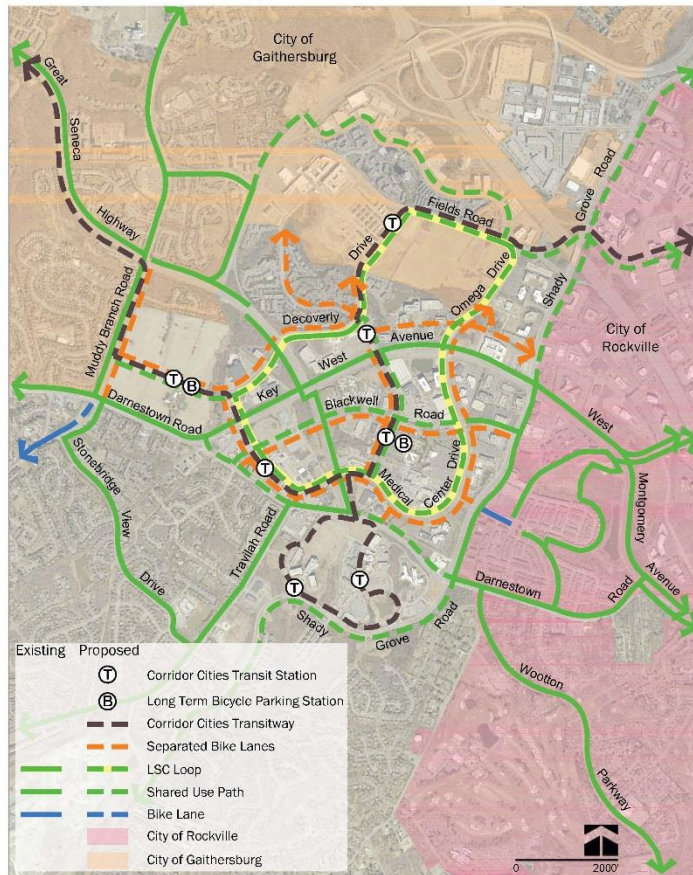 City of
Gaithersburg
Great
Seneca
Highway
Muddy Branch Road
Fields Road
Drive
Omega Drive
Grove Road
Shady
City of
Rockville
Decoverly
T
T
Avenue
West
Key
T B
Blackwell
Road
Darnestown Road
West
T B
Medical
Center Drive
T
Montgomery
Avenue
Stonebridge
View
Drive
Travilah Road
T
T
Darnestown
Road
Shady
Grove
Road
Wootton
Parkway
Existing Proposed
T Corridor Cities Transit Station
B Long Term Bicycle Parking Station
Corridor Cities Transitway
Separated Bike Lanes
LSC Loop
Shared Use Path
Bike Lane
City of Rockville
City of Gaithersburg
0 2000'